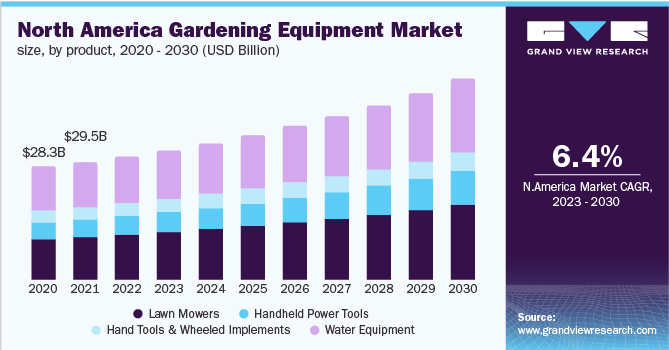 North America Gardening Equipment Market
size, by product, 2020 - 2030 (USD Billion)
$28.3B
$29.5B
2020 2021 2022 2023 2024 2025 2026 2027 2028 2029 2030
Lawn Mowers Handheld Power Tools
Hand Tools & Wheeled Implements Water Equipment
GRAND VIEW RESEARCH
6.4%
N.America Market CAGR,
2023 - 2030
Source:
www.grandviewresearch.com